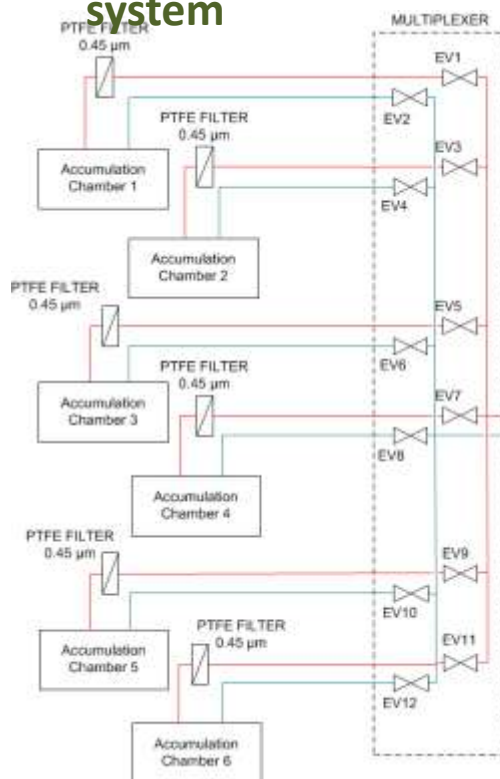 system
MULTIPLEXER
PTFE FILTER
0.45 µm
EV1
EV2
Accumulation
Chamber 1
PTFE FILTER
0.45 µm
EV3
EV4
Accumulation
Chamber 2
PTFE FILTER
0.45 µm
EV5
EV6
Accumulation
Chamber 3
PTFE FILTER
0.45 µm
EV7
EV8
Accumulation
Chamber 4
PTFE FILTER
0.45 µm
EV9
EV10
Accumulation
Chamber 5
PTFE FILTER
0.45 µm
EV11
EV12
Accumulation
Chamber 6